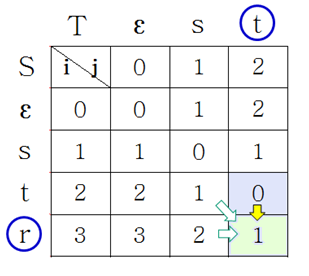 T ε s t
S i j 0 1 2
ε 0 0 1 2
s 1 1 0 1
t 2 2 1 0
r 3 3 2 1